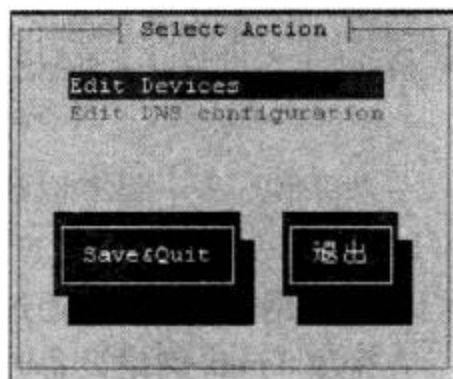 Select Action
Edit Devices
Edit DNS configuration
Save&Quit
退出